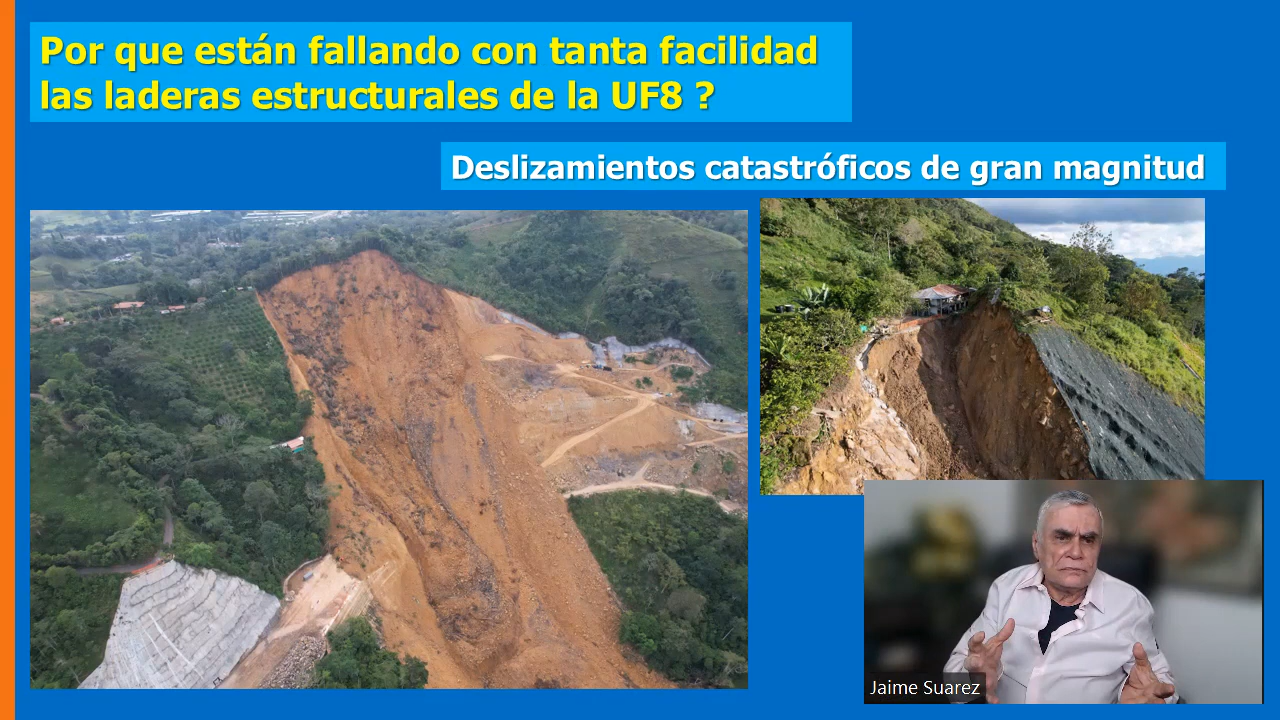 Por que están fallando con tanta facilidad
las laderas estructurales de la UF8 ?
Deslizamientos catastróficos de gran magnitud
Jaime Suarez